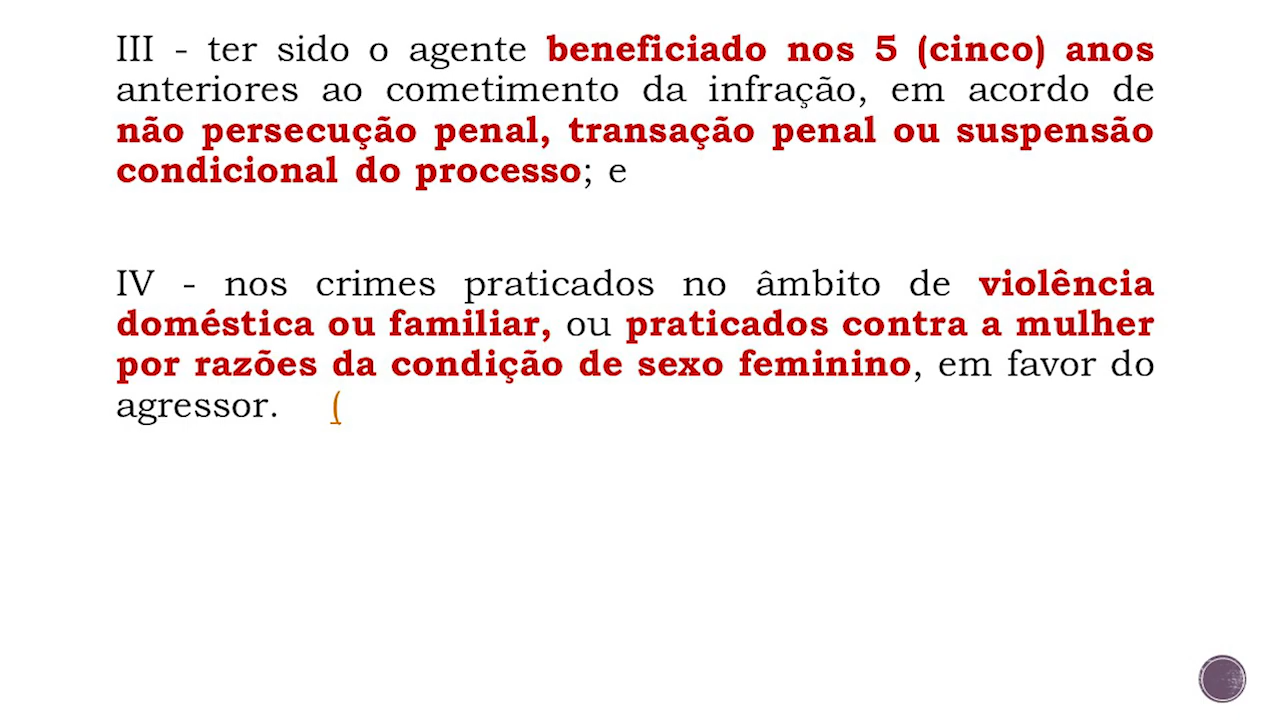 III - ter sido o agente beneficiado nos 5 (cinco) anos
anteriores ao cometimento da infração, em acordo de
não persecução penal, transação penal ou suspensão
condicional do processo; e
IV - nos crimes praticados no âmbito de violência
doméstica ou familiar, ou praticados contra a mulher
por razões da condição de sexo feminino, em favor do
agressor. (